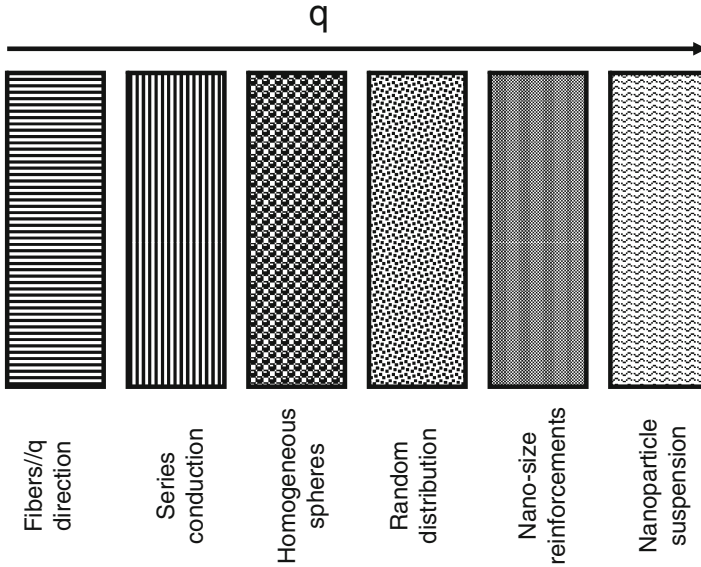 q
Fibers//q
direction
Series
conduction
Homogeneous
spheres
Random
distribution
Nano-size
reinforcements
Nanoparticle
suspension